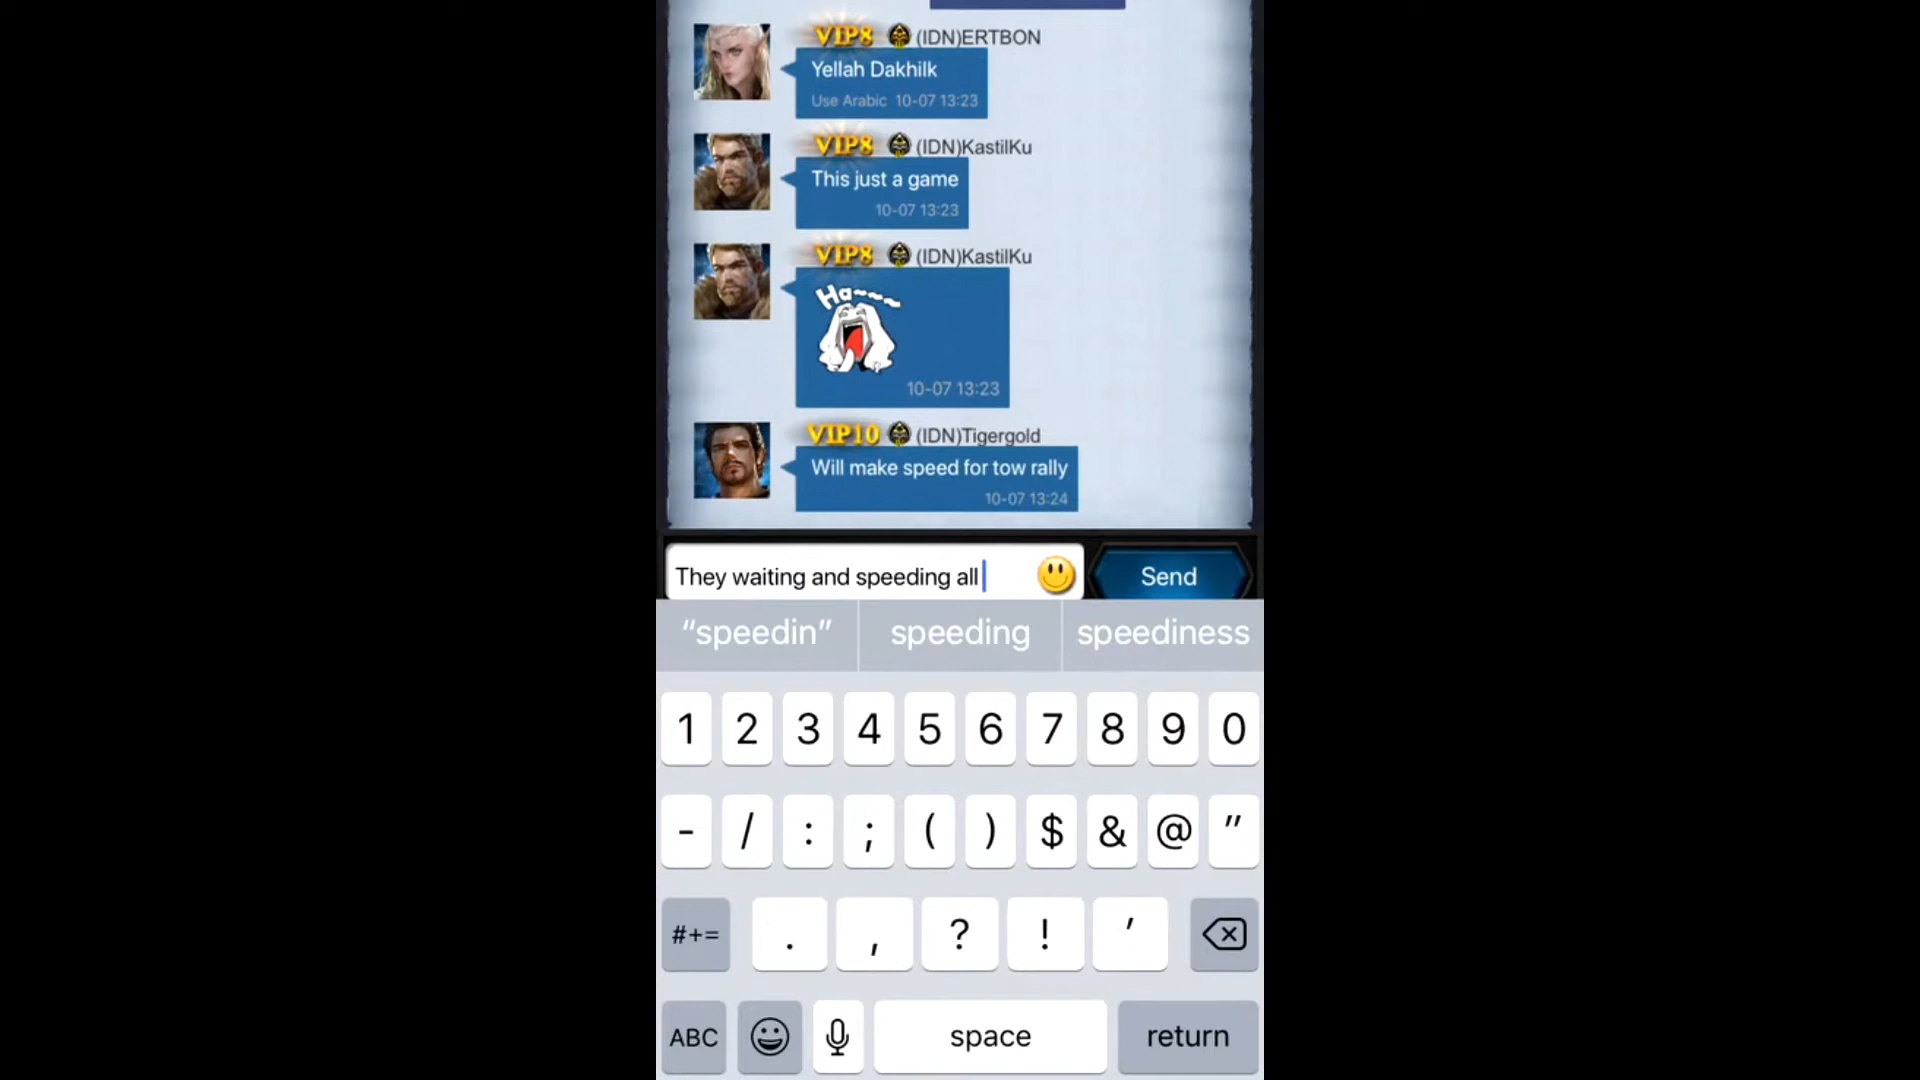 VIP8 (IDN)ERTBON
Yellah Dakhilk
Use Arabic 10-07 13:23
VIP8 (IDN)KastilKu
This just a game
10-07 13:23
VIP8 (IDN)KastilKu
Ha~~~~
10-07 13:23
VIP10 (IDN)Tigergold
Will make speed for tow rally
10-07 13:24
They waiting and speeding all
Send
“speedin” speeding speediness
1 2 3 4 5 6 7 8 9 0
- / : ; ( ) $ & @ "
#+= . , ? ! '
ABC space return